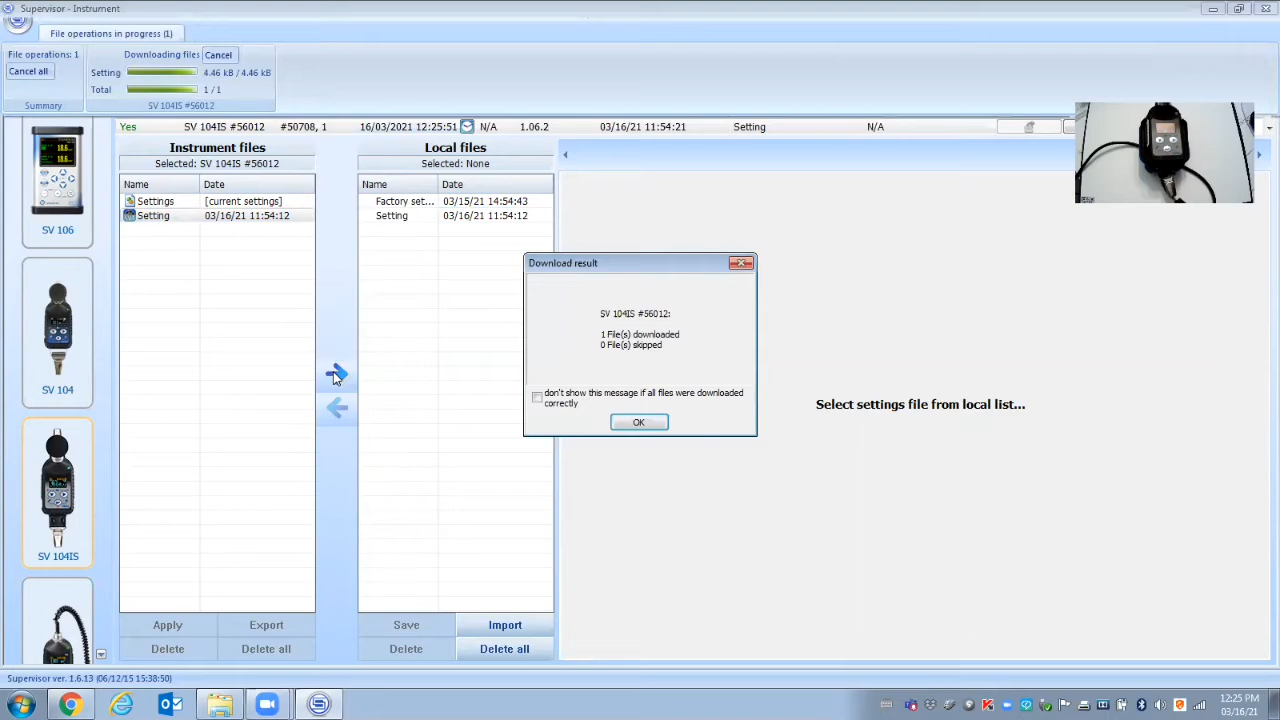 Supervisor - Instrument
File operations in progress (1)
File operations: 1
Downloading files Cancel
Cancel all
Setting 4.46 kB / 4.46 kB
Total 1 / 1
Summary
SV 104IS #56012
Yes SV 104IS #56012 #50708, 1 16/03/2021 12:25:51 N/A 1.06.2 03/16/21 11:54:21 Setting N/A
Instrument files
Selected: SV 104IS #56012
Name Date
Settings [current settings]
Setting 03/16/21 11:54:12
Local files
Selected: None
Name Date
Factory set... 03/15/21 14:54:43
Setting 03/16/21 11:54:12
SV 106
SV 104
SV 104IS
Download result
SV 104IS #56012:
1 File(s) downloaded
0 File(s) skipped
don't show this message if all files were downloaded
correctly
OK
Select settings file from local list...
Apply Export
Delete Delete all
Save Import
Delete Delete all
Supervisor ver. 1.6.13 (06/12/15 15:38:50)
12:25 PM
03/16/21